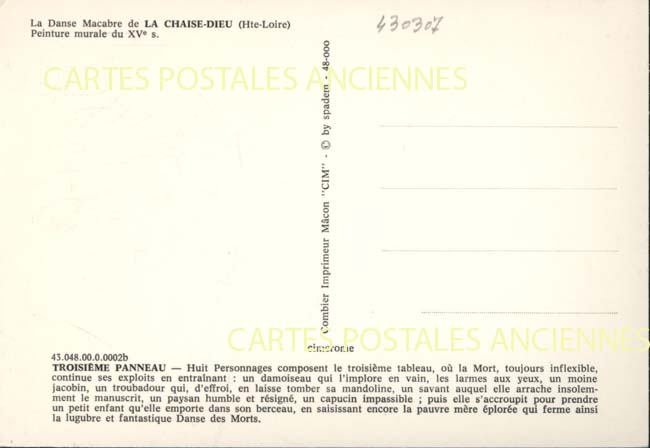 La Danse Macabre de LA CHAISE-DIEU (Hte-Loire)
Peinture murale du XVe s.
430307
CARTES POSTALES ANCIENNES
Combier Imprimeur Mâcon "CIM" - © by spadem - 48-000
CARTES POSTALES ANCIENNES
cimcrome
43.048.00.0.0002b
TROISIÈME PANNEAU — Huit Personnages composent le troisième tableau, où la Mort, toujours inflexible,
continue ses exploits en entraînant : un damoiseau qui l'implore en vain, les larmes aux yeux, un moine
jacobin, un troubadour qui, d'effroi, en laisse tomber sa mandoline, un savant auquel elle arrache insolem-
ment le manuscrit, un paysan humble et résigné, un capucin impassible ; puis elle s'accroupit pour prendre
un petit enfant qu'elle emporte dans son berceau, en saisissant encore la pauvre mère éplorée qui ferme ainsi
la lugubre et fantastique Danse des Morts.